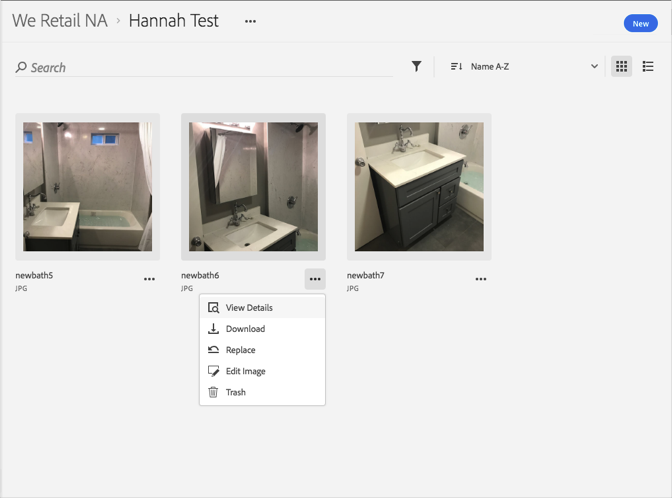 We Retail NA › Hannah Test ...
New
Search
Name A-Z
newbath5 ...
JPG
newbath6 ...
JPG
newbath7 ...
JPG
View Details
Download
Replace
Edit Image
Trash